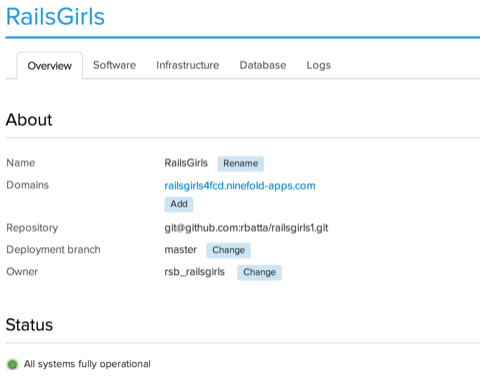 RailsGirls
Overview Software Infrastructure Database Logs
About
Name RailsGirls Rename
Domains railsgirls4fcd.ninefold-apps.com
Add
Repository git@github.com:rbatta/railsgirls1.git
Deployment branch master Change
Owner rsb_railsgirls Change
Status
All systems fully operational